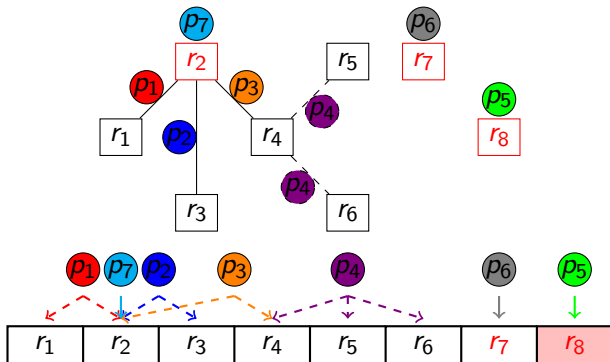 p₇ p₆
r₂ r₅ r₇
p₁ p₃ p₅
p₄
r₁ p₂ r₄ r₈
p₄
r₃ r₆
p₁ p₇ p₂ p₃ p₄ p₆ p₅
r₁ r₂ r₃ r₄ r₅ r₆ r₇ r₈